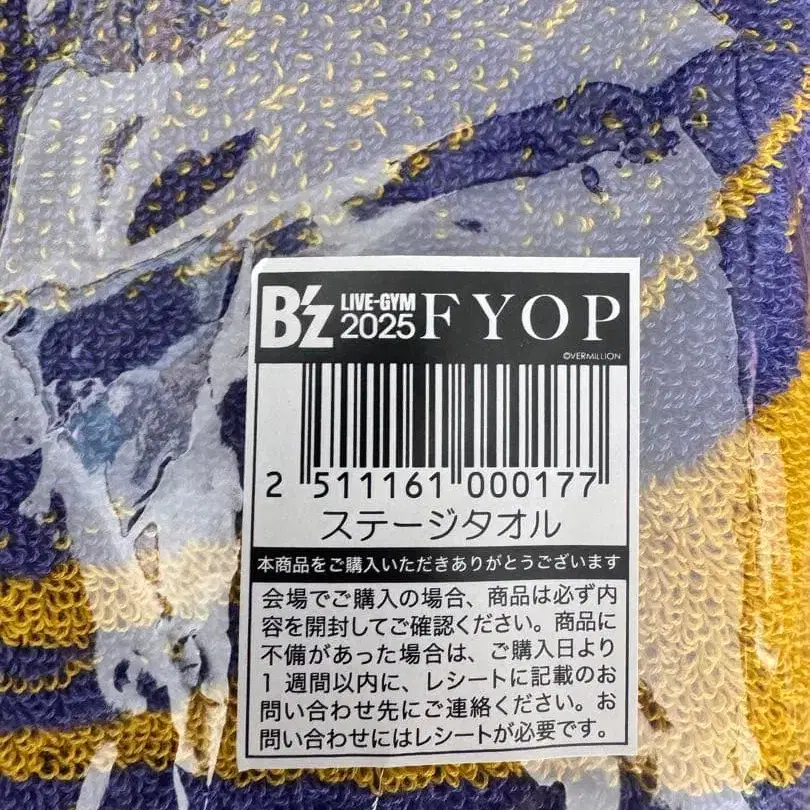 B'z LIVE-GYM 2025 FYOP
©VERMILLION
2 511161 000177
ステージタオル
本商品をご購入いただきありがとうございます
会場でご購入の場合、商品は必ず内
容を開封してご確認ください。商品に
不備があった場合は、ご購入日より
1週間以内に、レシートに記載のお
問い合わせ先にご連絡ください。お
問い合わせにはレシートが必要です。